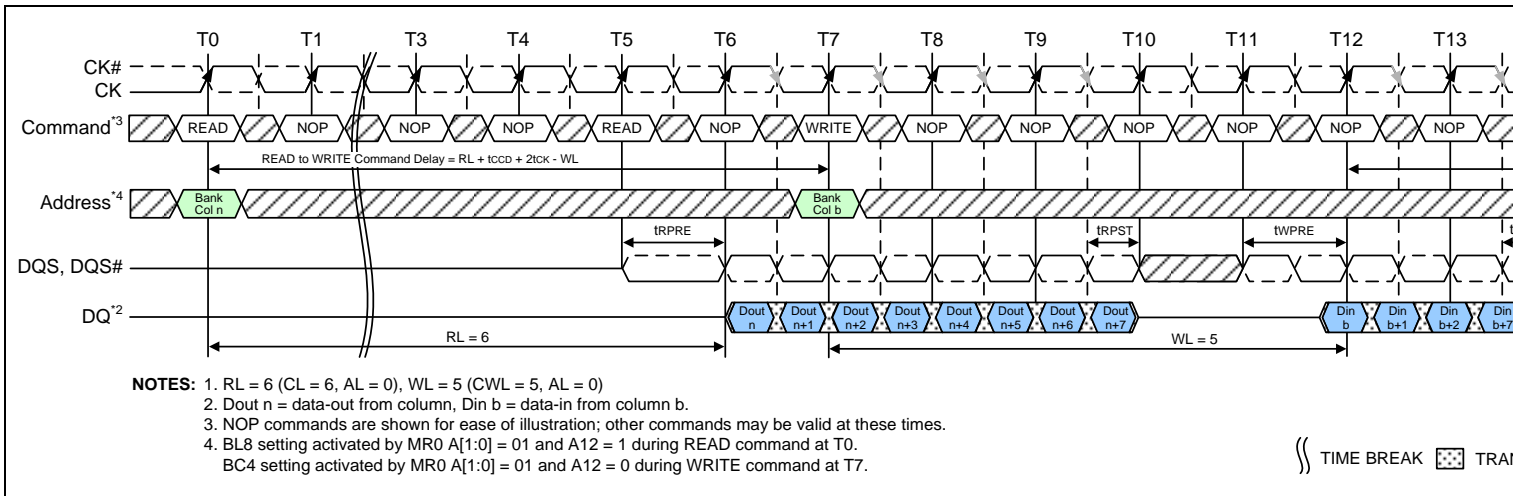 T0 T1 T3 T4 T5 T6 T7 T8 T9 T10 T11 T12 T13
CK#
CK
Command*3 READ NOP NOP NOP READ NOP WRITE NOP NOP NOP NOP NOP NOP
READ to WRITE Command Delay = RL + tCCD + 2tCK - WL
Address*4 Bank Col n Bank Col b
tRPRE tRPST tWPRE t
DQS, DQS#
DQ*2 Dout n Dout n+1 Dout n+2 Dout n+3 Dout n+4 Dout n+5 Dout n+6 Dout n+7 Din b Din b+1 Din b+2 Din b+7
RL = 6 WL = 5
NOTES: 1. RL = 6 (CL = 6, AL = 0), WL = 5 (CWL = 5, AL = 0)
2. Dout n = data-out from column, Din b = data-in from column b.
3. NOP commands are shown for ease of illustration; other commands may be valid at these times.
4. BL8 setting activated by MR0 A[1:0] = 01 and A12 = 1 during READ command at T0.
BC4 setting activated by MR0 A[1:0] = 01 and A12 = 0 during WRITE command at T7.
TIME BREAK TRAN